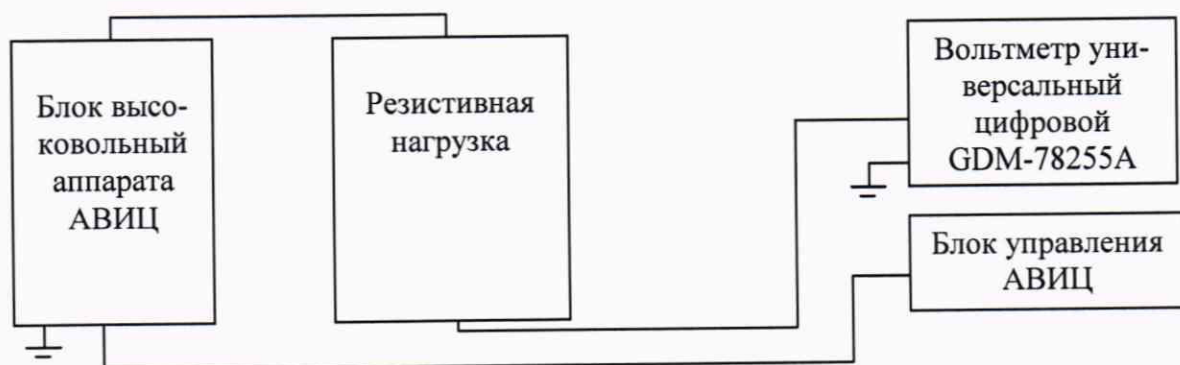 Блок высо-
ковольный
аппарата
АВИЦ
Резистивная
нагрузка
Вольтметр уни-
версальный
цифровой
GDM-78255A
Блок управления
АВИЦ